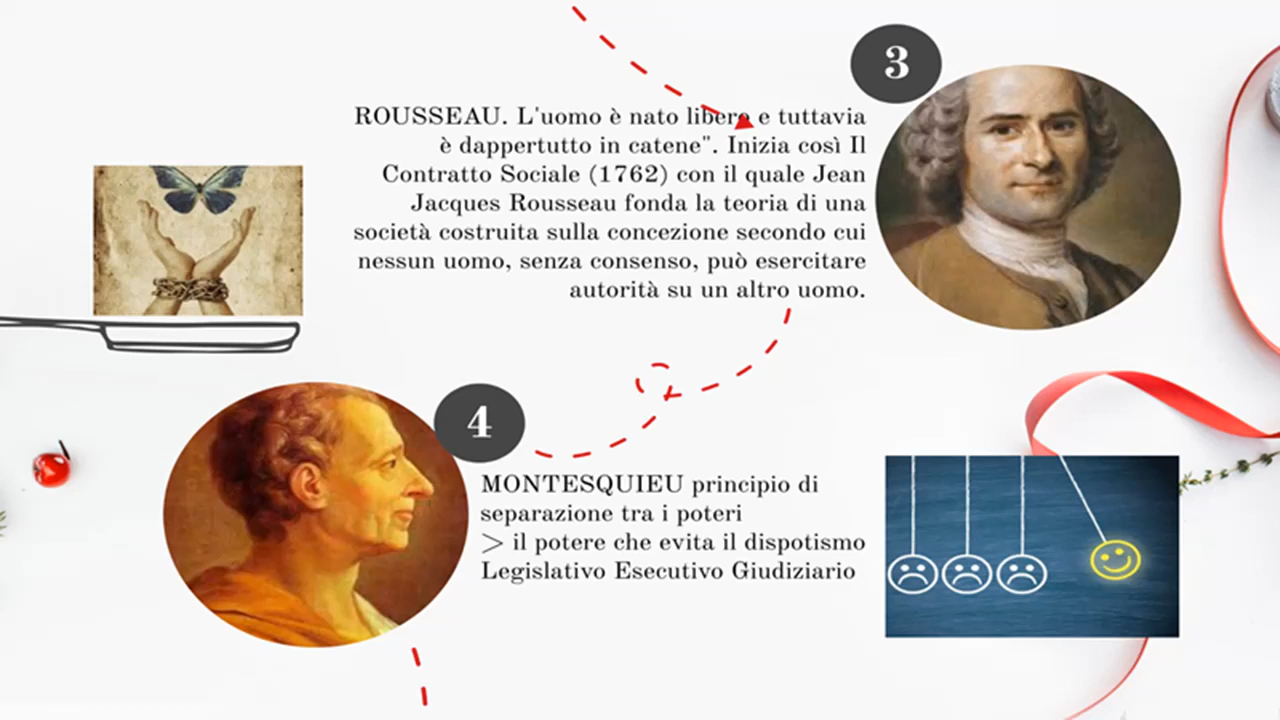 3
ROUSSEAU. L'uomo è nato libero e tuttavia
è dappertutto in catene". Inizia così Il
Contratto Sociale (1762) con il quale Jean
Jacques Rousseau fonda la teoria di una
società costruita sulla concezione secondo cui
nessun uomo, senza consenso, può esercitare
autorità su un altro uomo.
4
MONTESQUIEU principio di
separazione tra i poteri
> il potere che evita il dispotismo
Legislativo Esecutivo Giudiziario